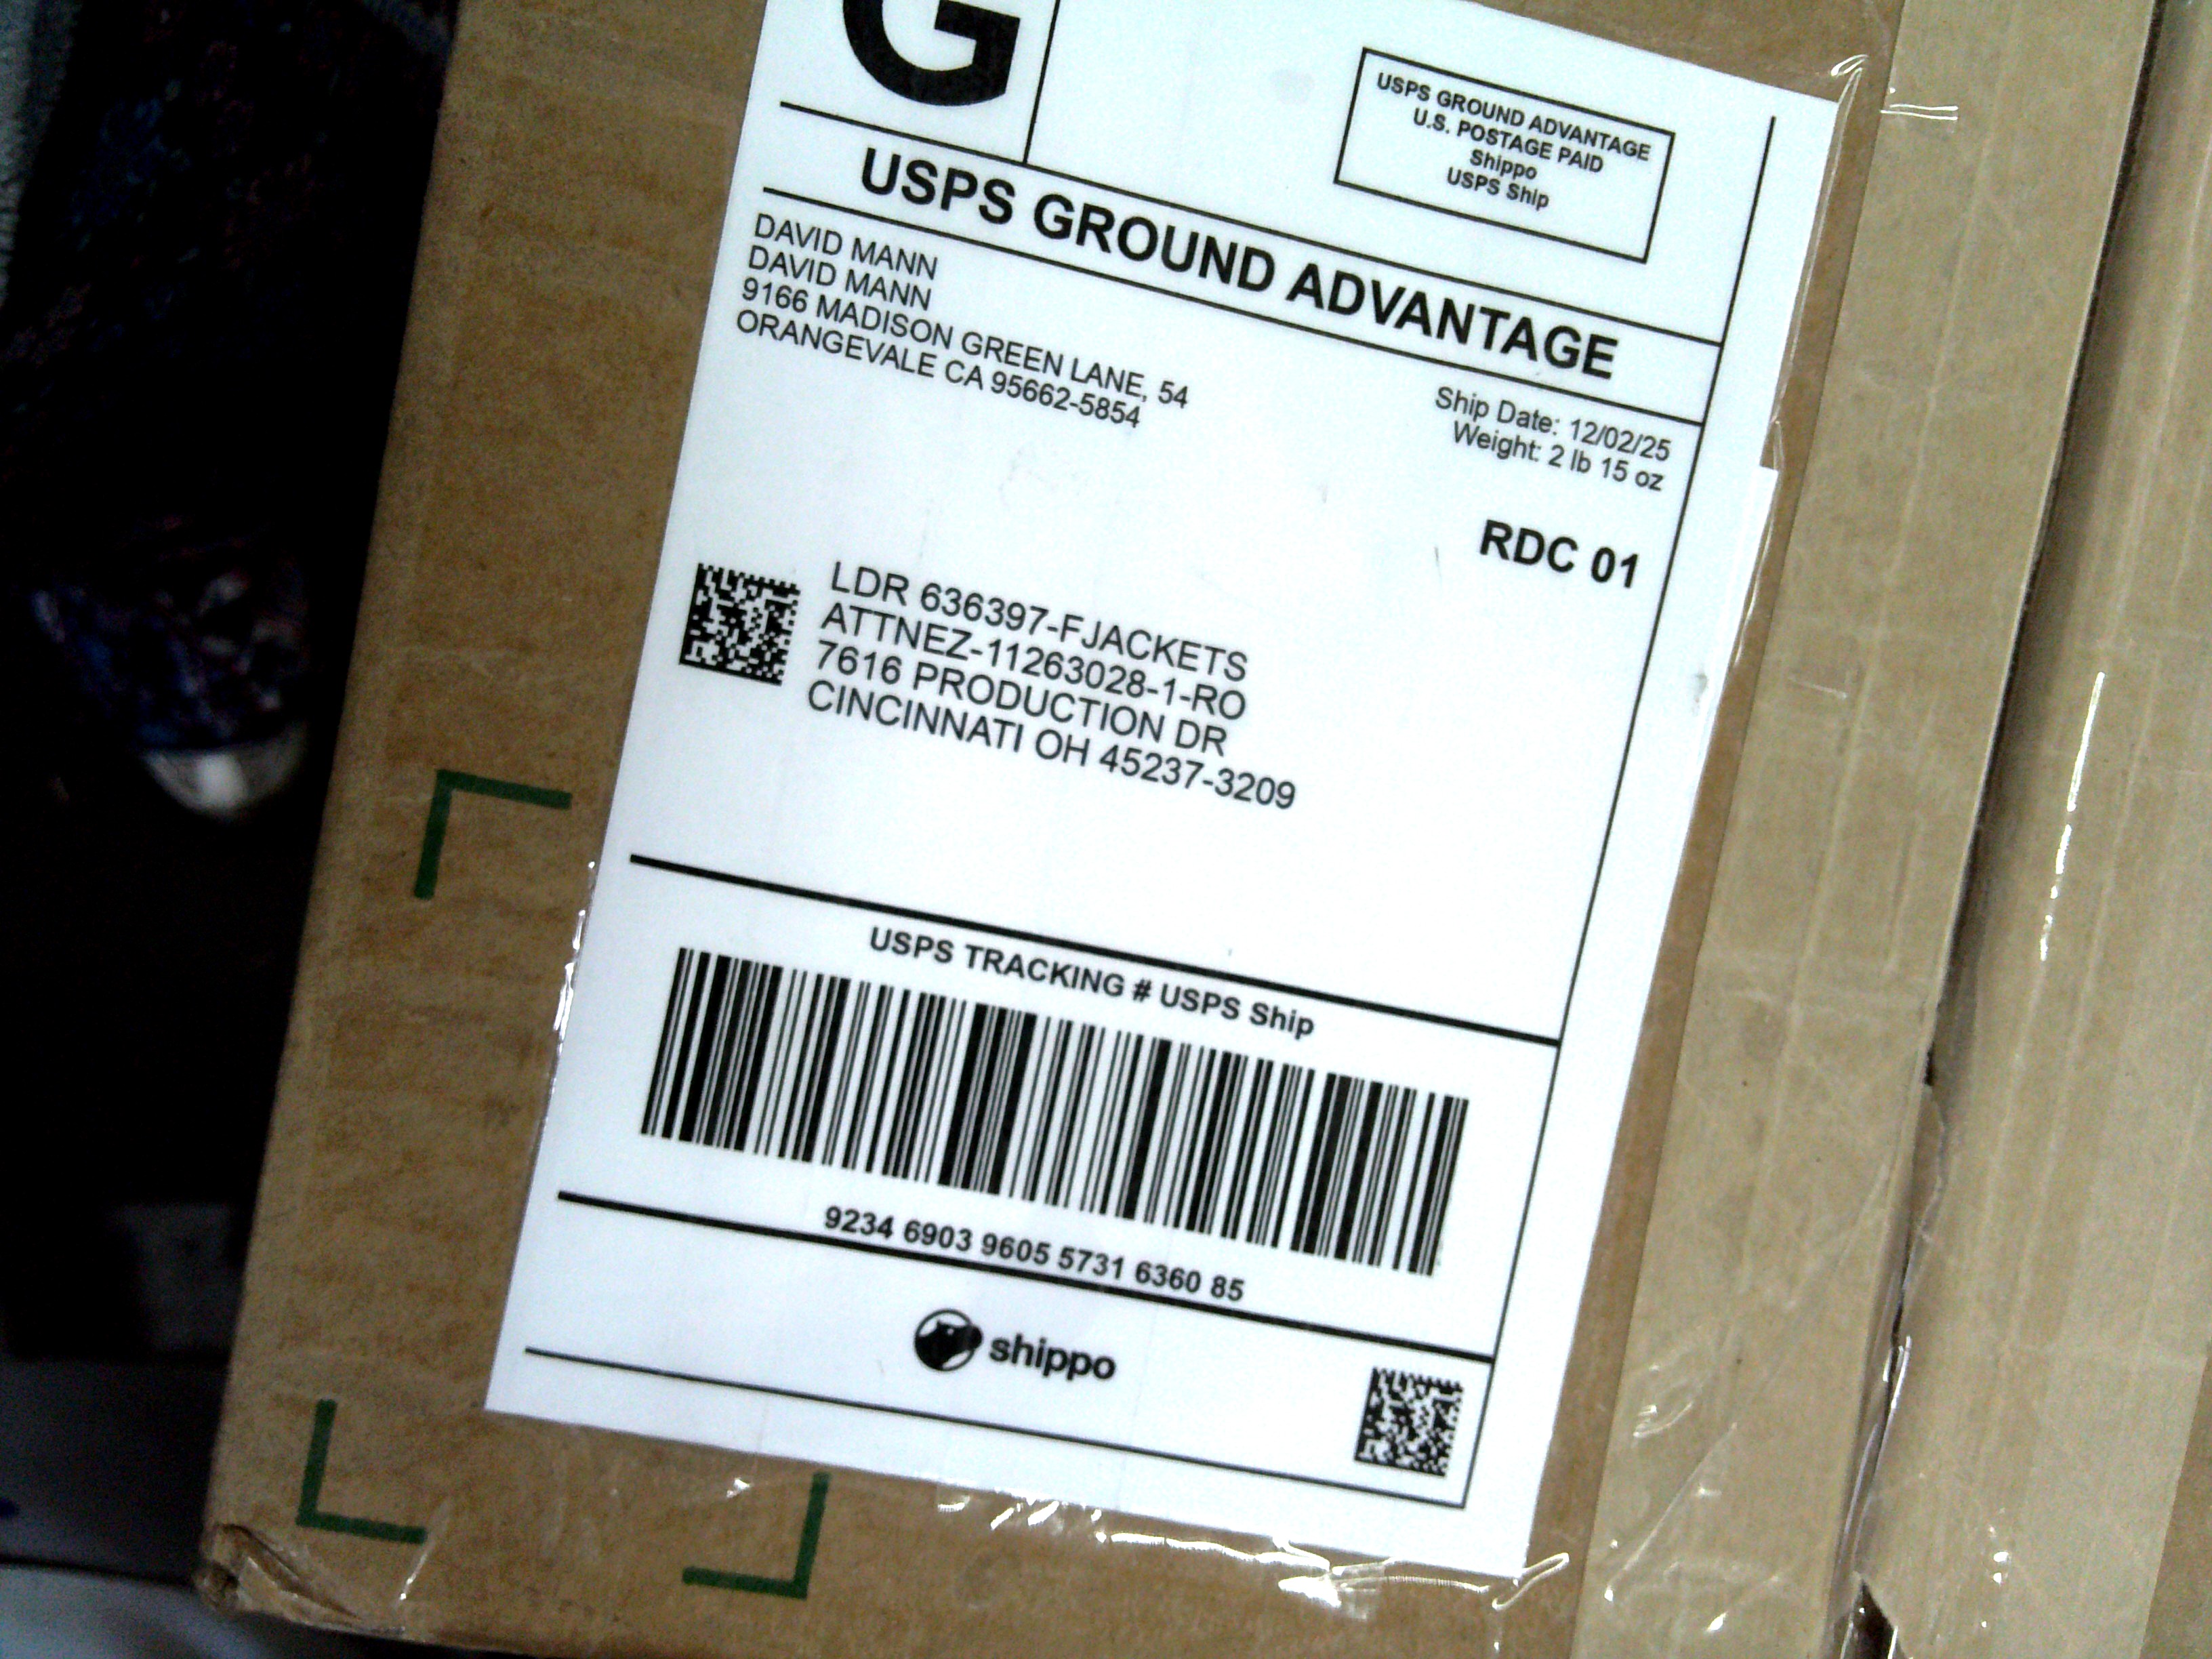 G
USPS GROUND ADVANTAGE
U.S. POSTAGE PAID
Shippo
USPS Ship
USPS GROUND ADVANTAGE
DAVID MANN
DAVID MANN
9166 MADISON GREEN LANE, 54
ORANGEVALE CA 95662-5854
Ship Date: 12/02/25
Weight: 2 lb 15 oz
RDC 01
LDR 636397-FJACKETS
ATTNEZ-11263028-1-RO
7616 PRODUCTION DR
CINCINNATI OH 45237-3209
USPS TRACKING # USPS Ship
9234 6903 9605 5731 6360 85
shippo